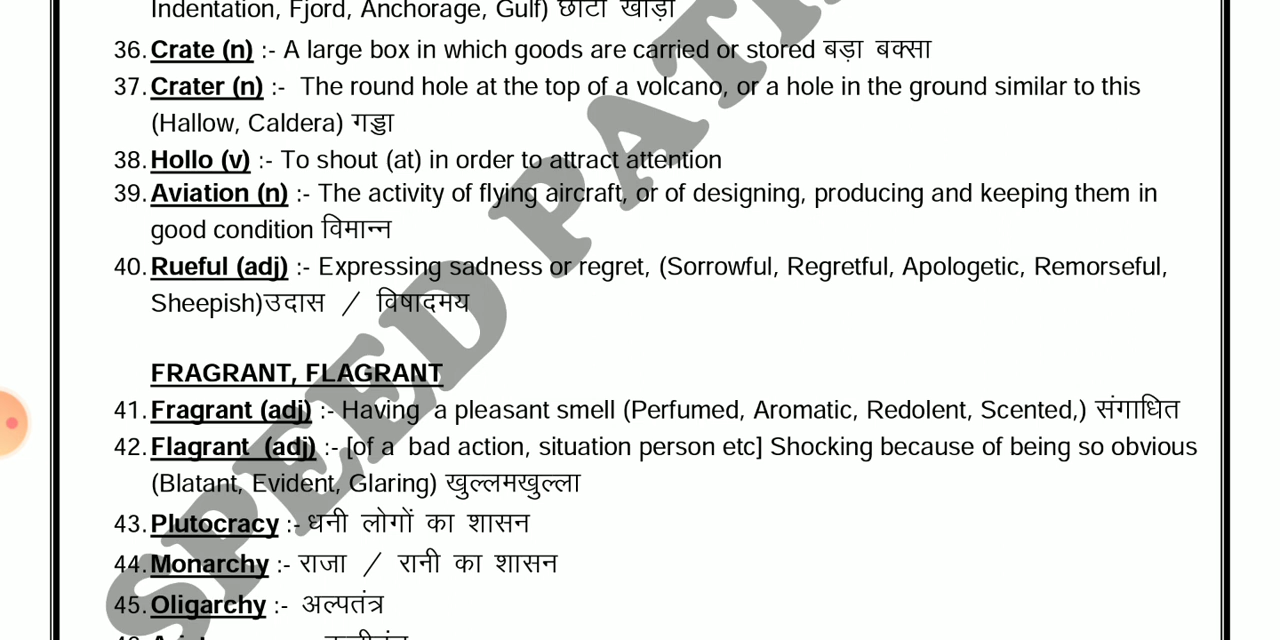 Indentation, Fjord, Anchorage, Gulf) छोटी खाड़ी
36. Crate (n) :- A large box in which goods are carried or stored बड़ा बक्सा
37. Crater (n) :- The round hole at the top of a volcano, or a hole in the ground similar to this
(Hallow, Caldera) गड्डा
38. Hollo (v) :- To shout (at) in order to attract attention
39. Aviation (n) :- The activity of flying aircraft, or of designing, producing and keeping them in
good condition विमान्न
40. Rueful (adj) :- Expressing sadness or regret, (Sorrowful, Regretful, Apologetic, Remorseful,
Sheepish)उदास / विषादमय
FRAGRANT, FLAGRANT
41. Fragrant (adj) :- Having a pleasant smell (Perfumed, Aromatic, Redolent, Scented,) संगाधित
42. Flagrant (adj) :- [of a bad action, situation person etc] Shocking because of being so obvious
(Blatant, Evident, Glaring) खुल्लमखुल्ला
43. Plutocracy :- धनी लोगों का शासन
44. Monarchy :- राजा / रानी का शासन
45. Oligarchy :- अल्पतंत्र
SPEED PAT